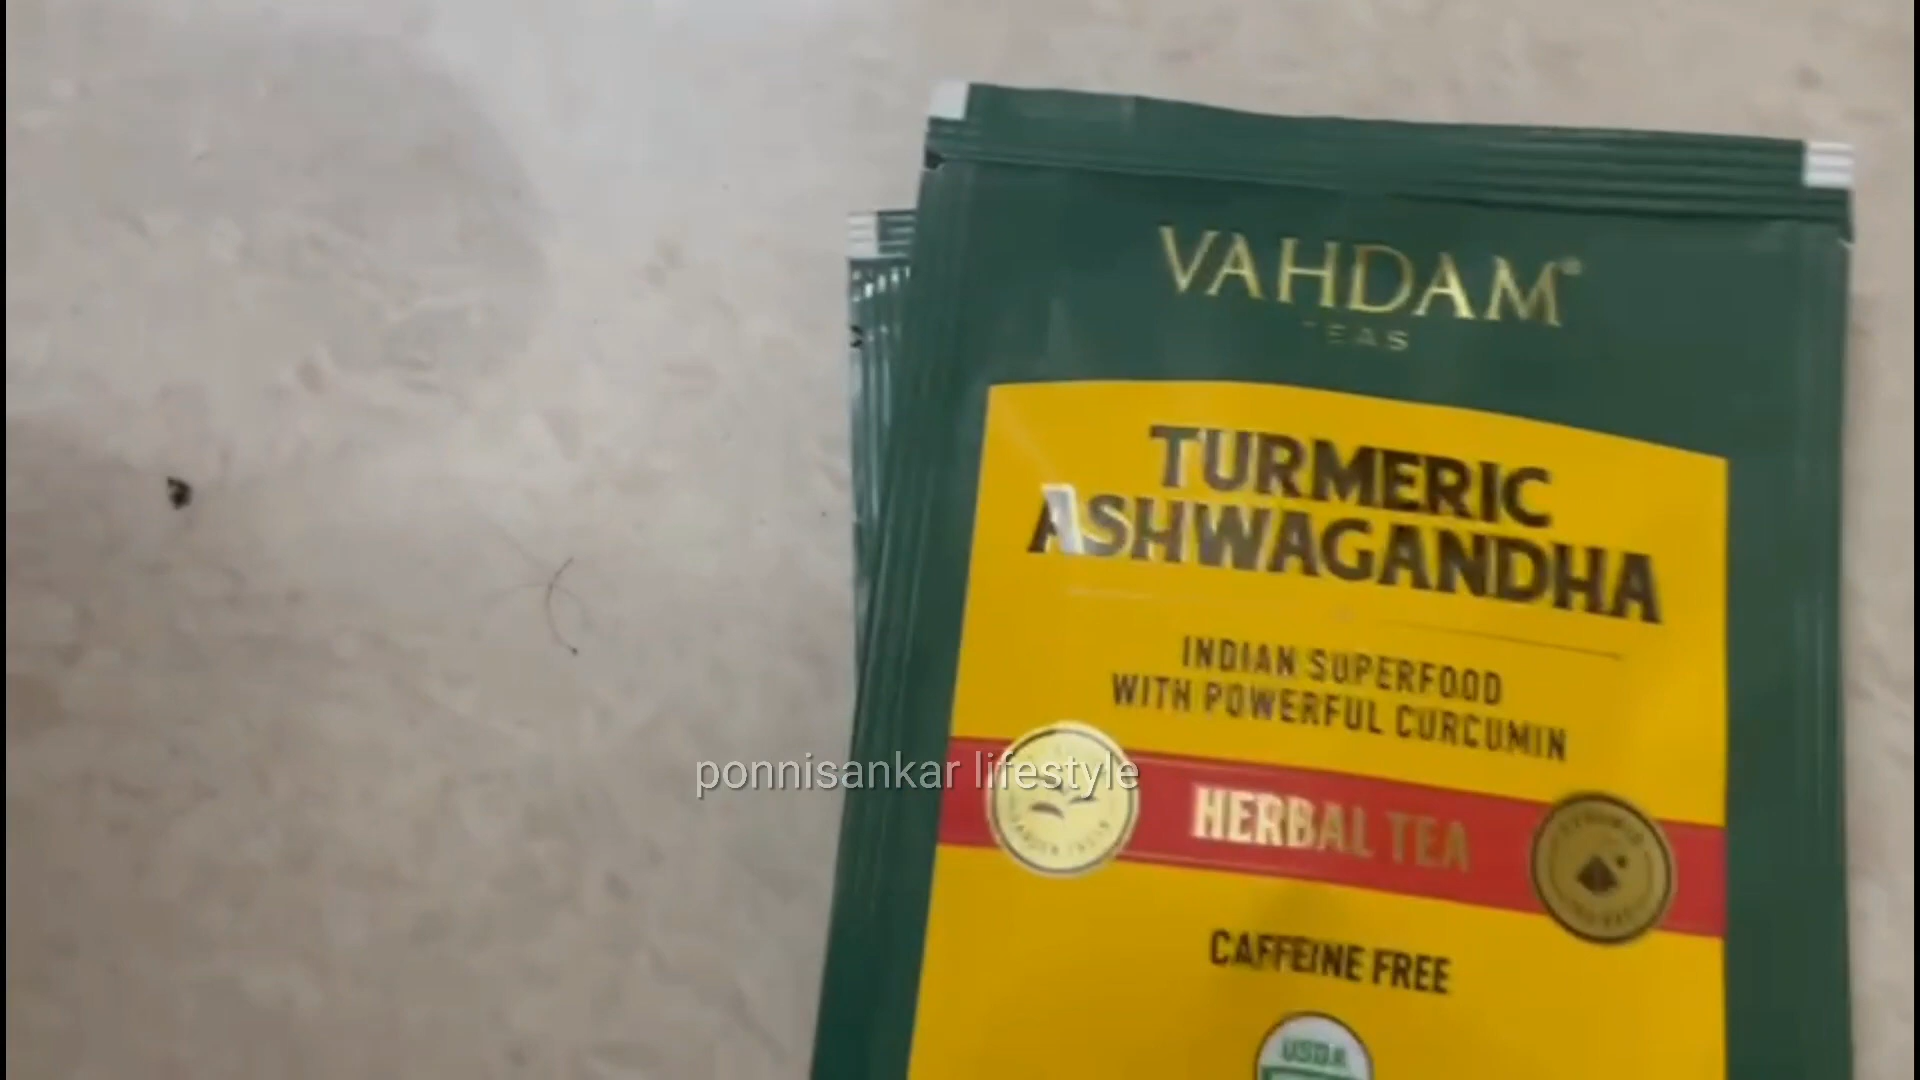 VAHDAM®
TEAS
TURMERIC
ASHWAGANDHA
INDIAN SUPERFOOD
WITH POWERFUL CURCUMIN
ponnisankar lifestyle
HERBAL TEA
CAFFEINE FREE
USDA